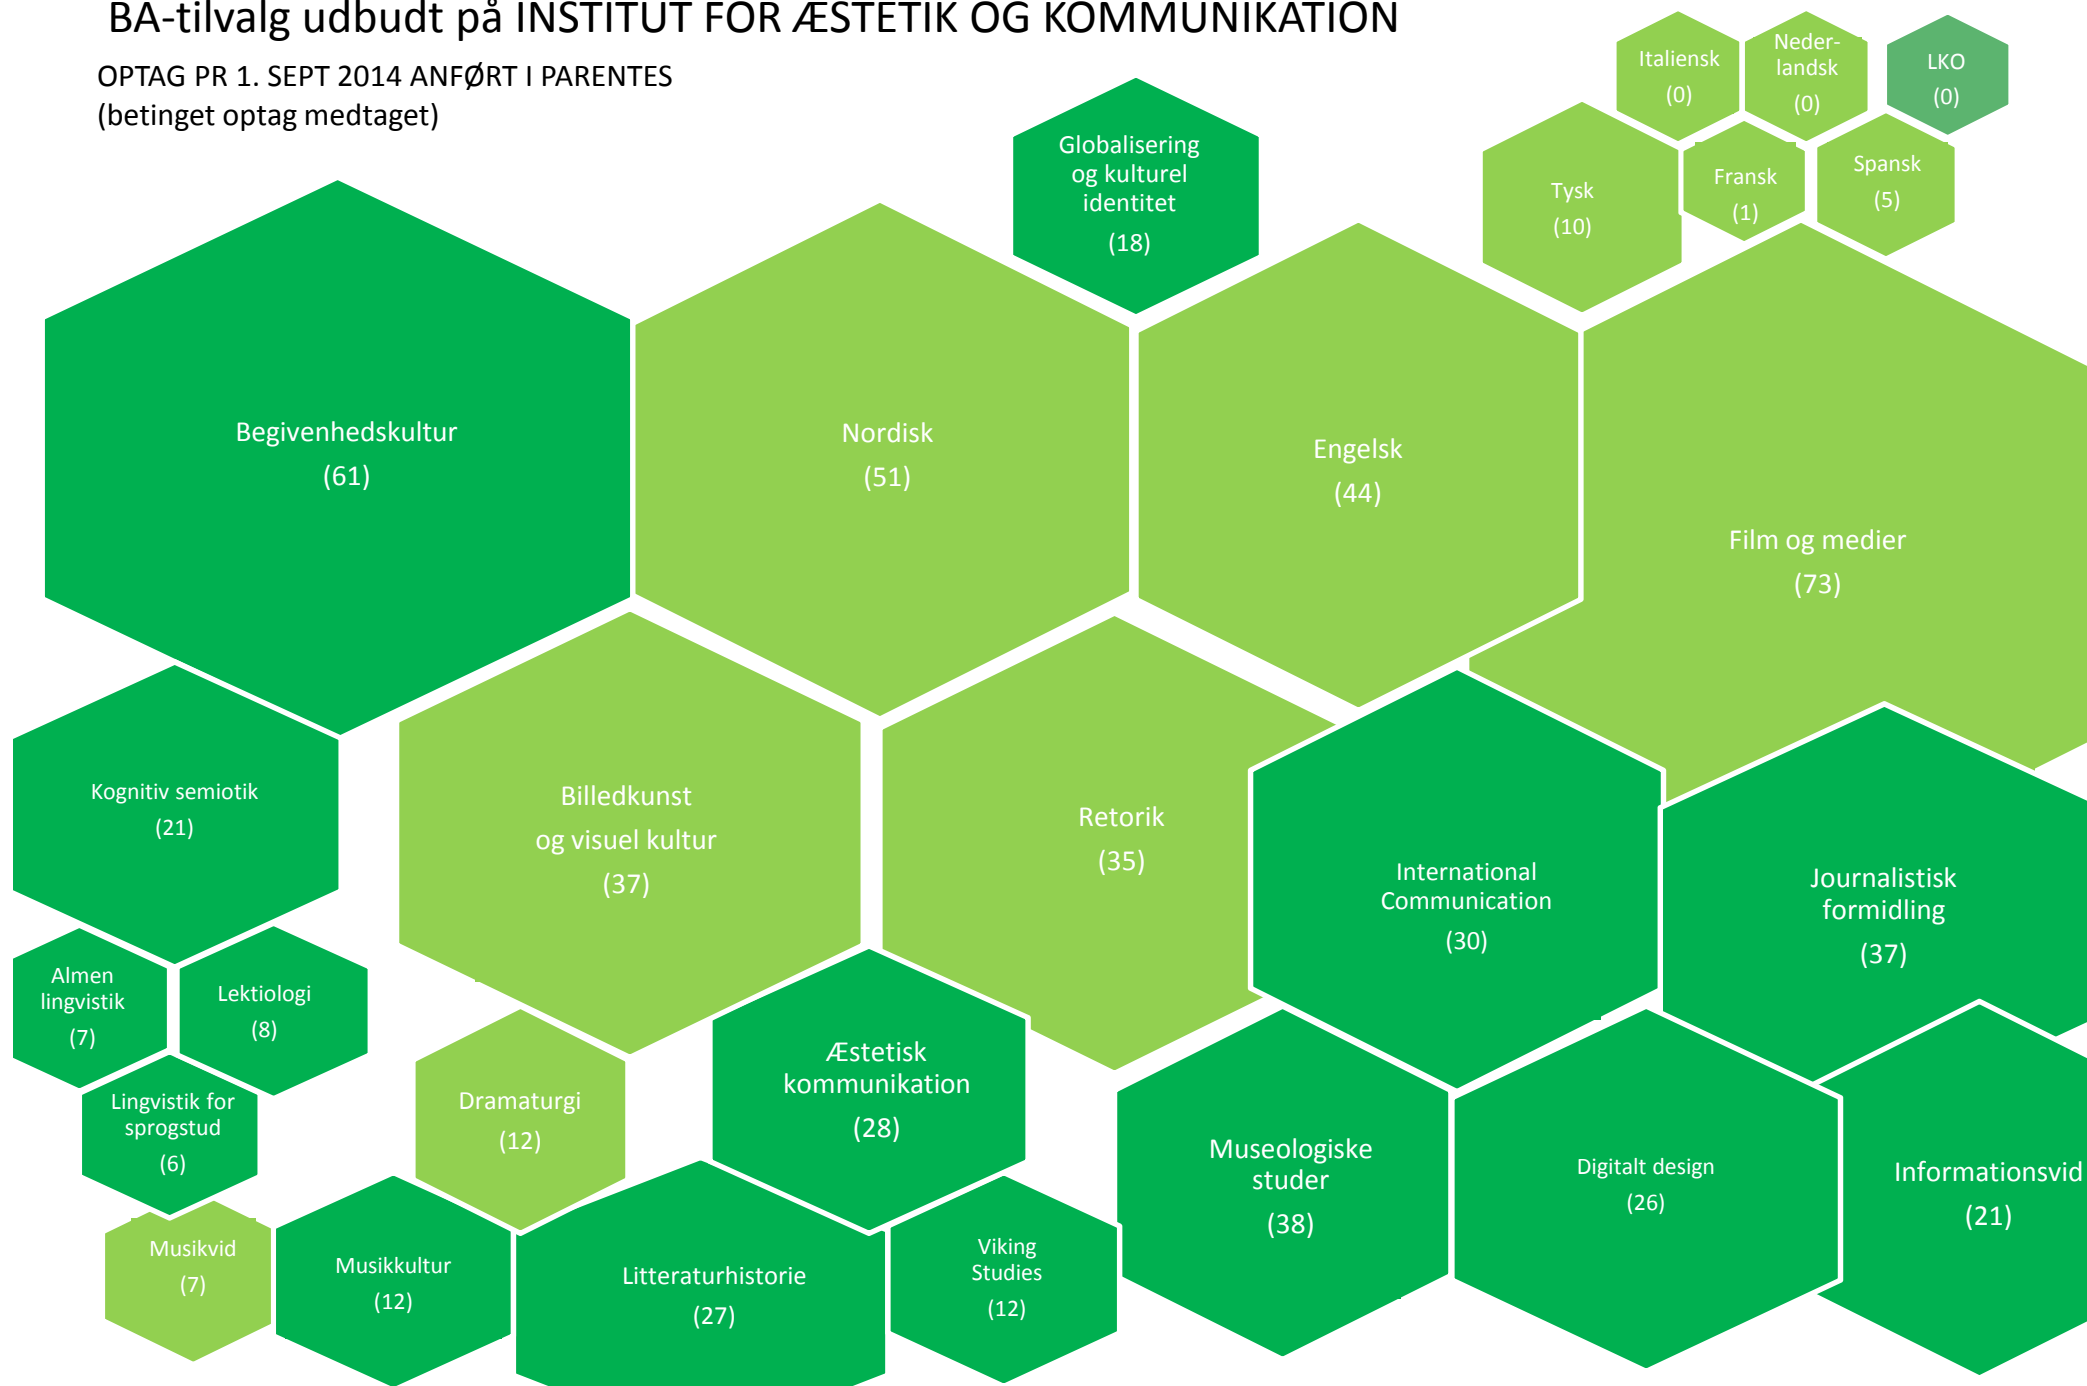 BA-tilvalg udbudt på INSTITUT FOR ÆSTETIK OG KOMMUNIKATION
OPTAG PR 1. SEPT 2014 ANFØRT I PARENTES
(betinget optag medtaget)
Italiensk
(0)
Neder-
landsk
(0)
LKO
(0)
Globalisering
og kulturel
identitet
(18)
Tysk
(10)
Fransk
(1)
Spansk
(5)
Begivenhedskultur
(61)
Nordisk
(51)
Engelsk
(44)
Film og medier
(73)
Kognitiv semiotik
(21)
Billedkunst
og visuel kultur
(37)
Retorik
(35)
International
Communication
(30)
Journalistisk
formidling
(37)
Almen
lingvistik
(7)
Lektiologi
(8)
Lingvistik for
sprogstud
(6)
Dramaturgi
(12)
Æstetisk
kommunikation
(28)
Museologiske
studer
(38)
Digitalt design
(26)
Informationsvid
(21)
Musikvid
(7)
Musikkultur
(12)
Litteraturhistorie
(27)
Viking
Studies
(12)